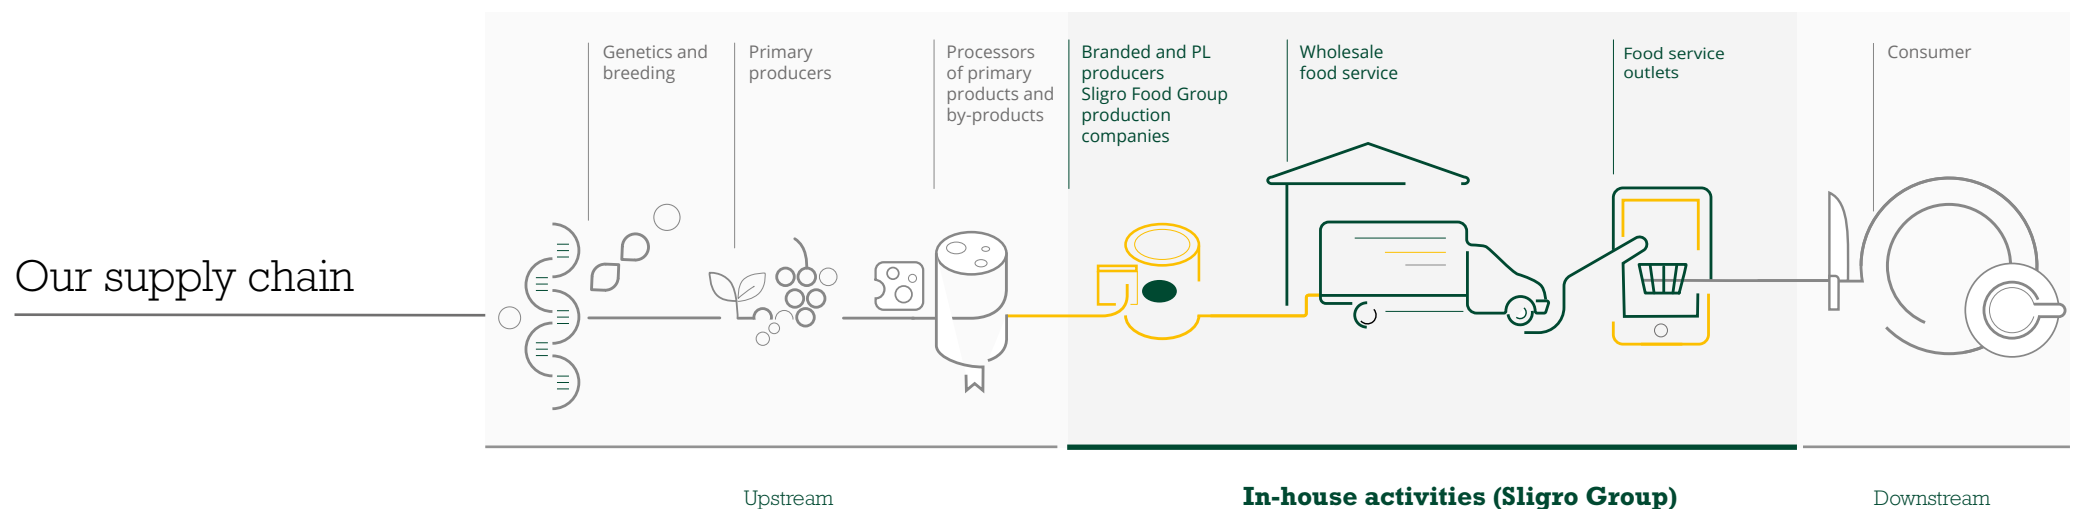 Our supply chain
Genetics and
breeding
Primary
producers
Processors
of primary
products and
by-products
Branded and PL
producers
Sligro Food Group
production
companies
Wholesale
food service
Food service
outlets
Consumer
Upstream
In-house activities (Sligro Group)
Downstream